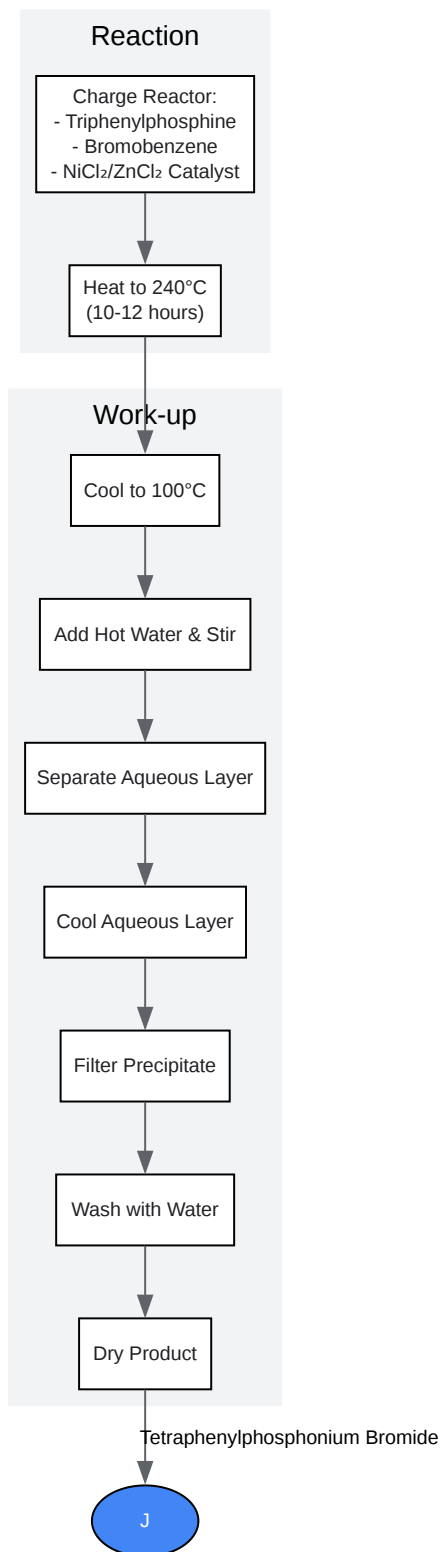 Reaction
Charge Reactor:
- Triphenylphosphine
- Bromobenzene
- NiCl₂/ZnCl₂ Catalyst
Heat to 240°C
(10-12 hours)
Work-up
Cool to 100°C
Add Hot Water & Stir
Separate Aqueous Layer
Cool Aqueous Layer
Filter Precipitate
Wash with Water
Dry Product
Tetraphenylphosphonium Bromide
J